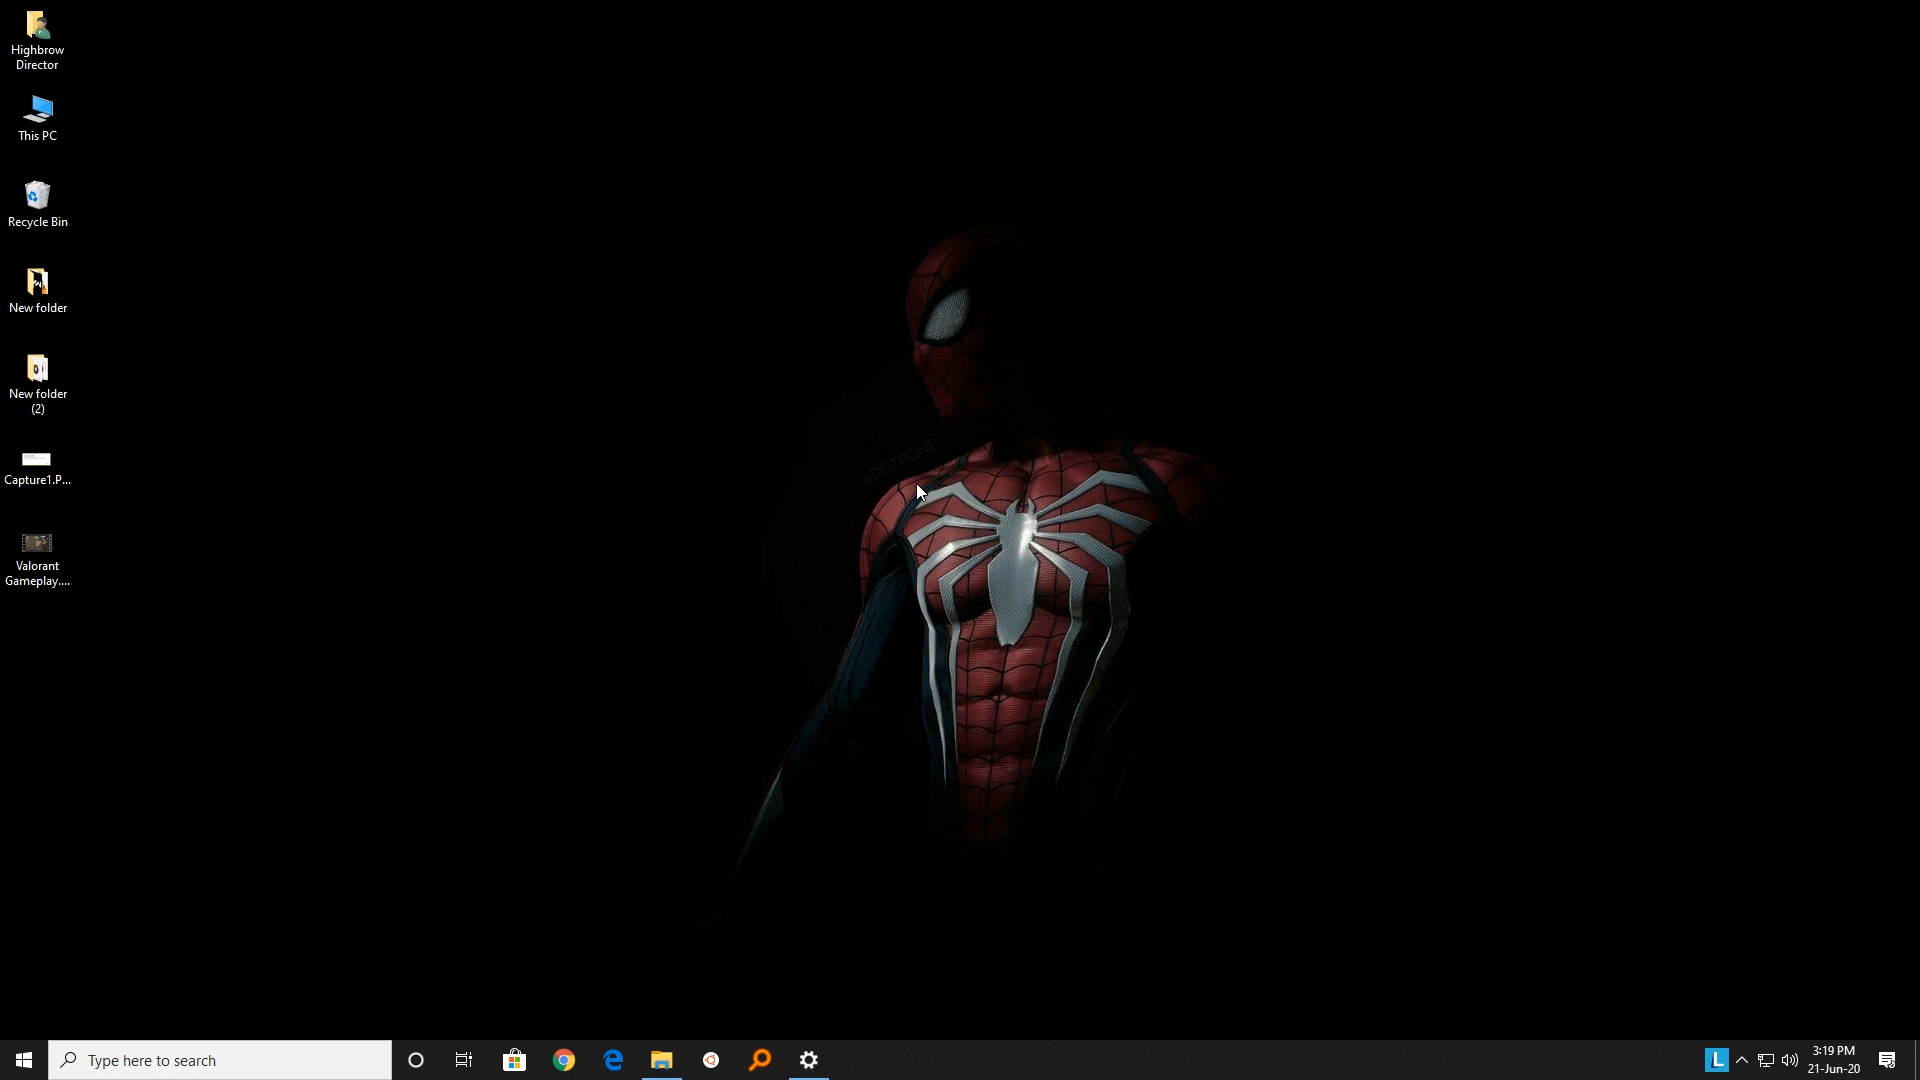 Highbrow
Director
This PC
Recycle Bin
New folder
New folder
(2)
Capture1.P...
Valorant
Gameplay....
@DOTPONE
Type here to search
L
3:19 PM
21-Jun-20